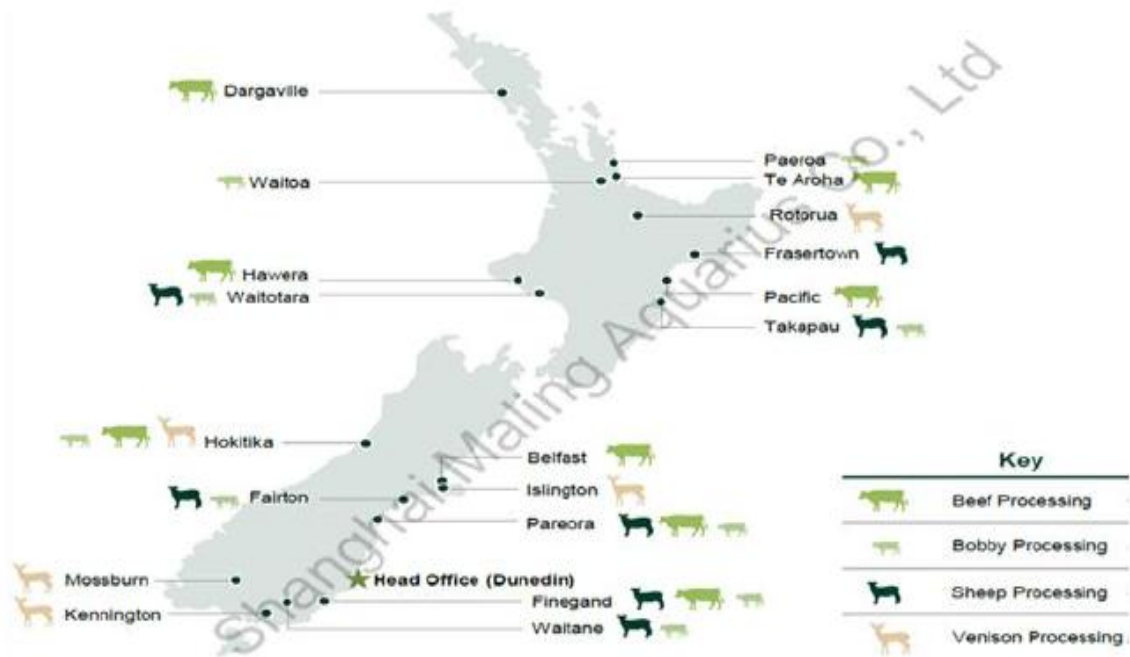 Dargaville
Waitoa
Hawera
Waitotara
Paeroa
Te Aroha
Rotorua
Frasertown
Pacific
Takapau
Hokitika
Fairton
Mossburn
Kennington
Belfast
Islington
Pareora
Head Office (Dunedin)
Finegand
Waitane
Key
Beef Processing
Bobby Processing
Sheep Processing
Venison Processing
Shanghai Maling Aquarius Co., Ltd